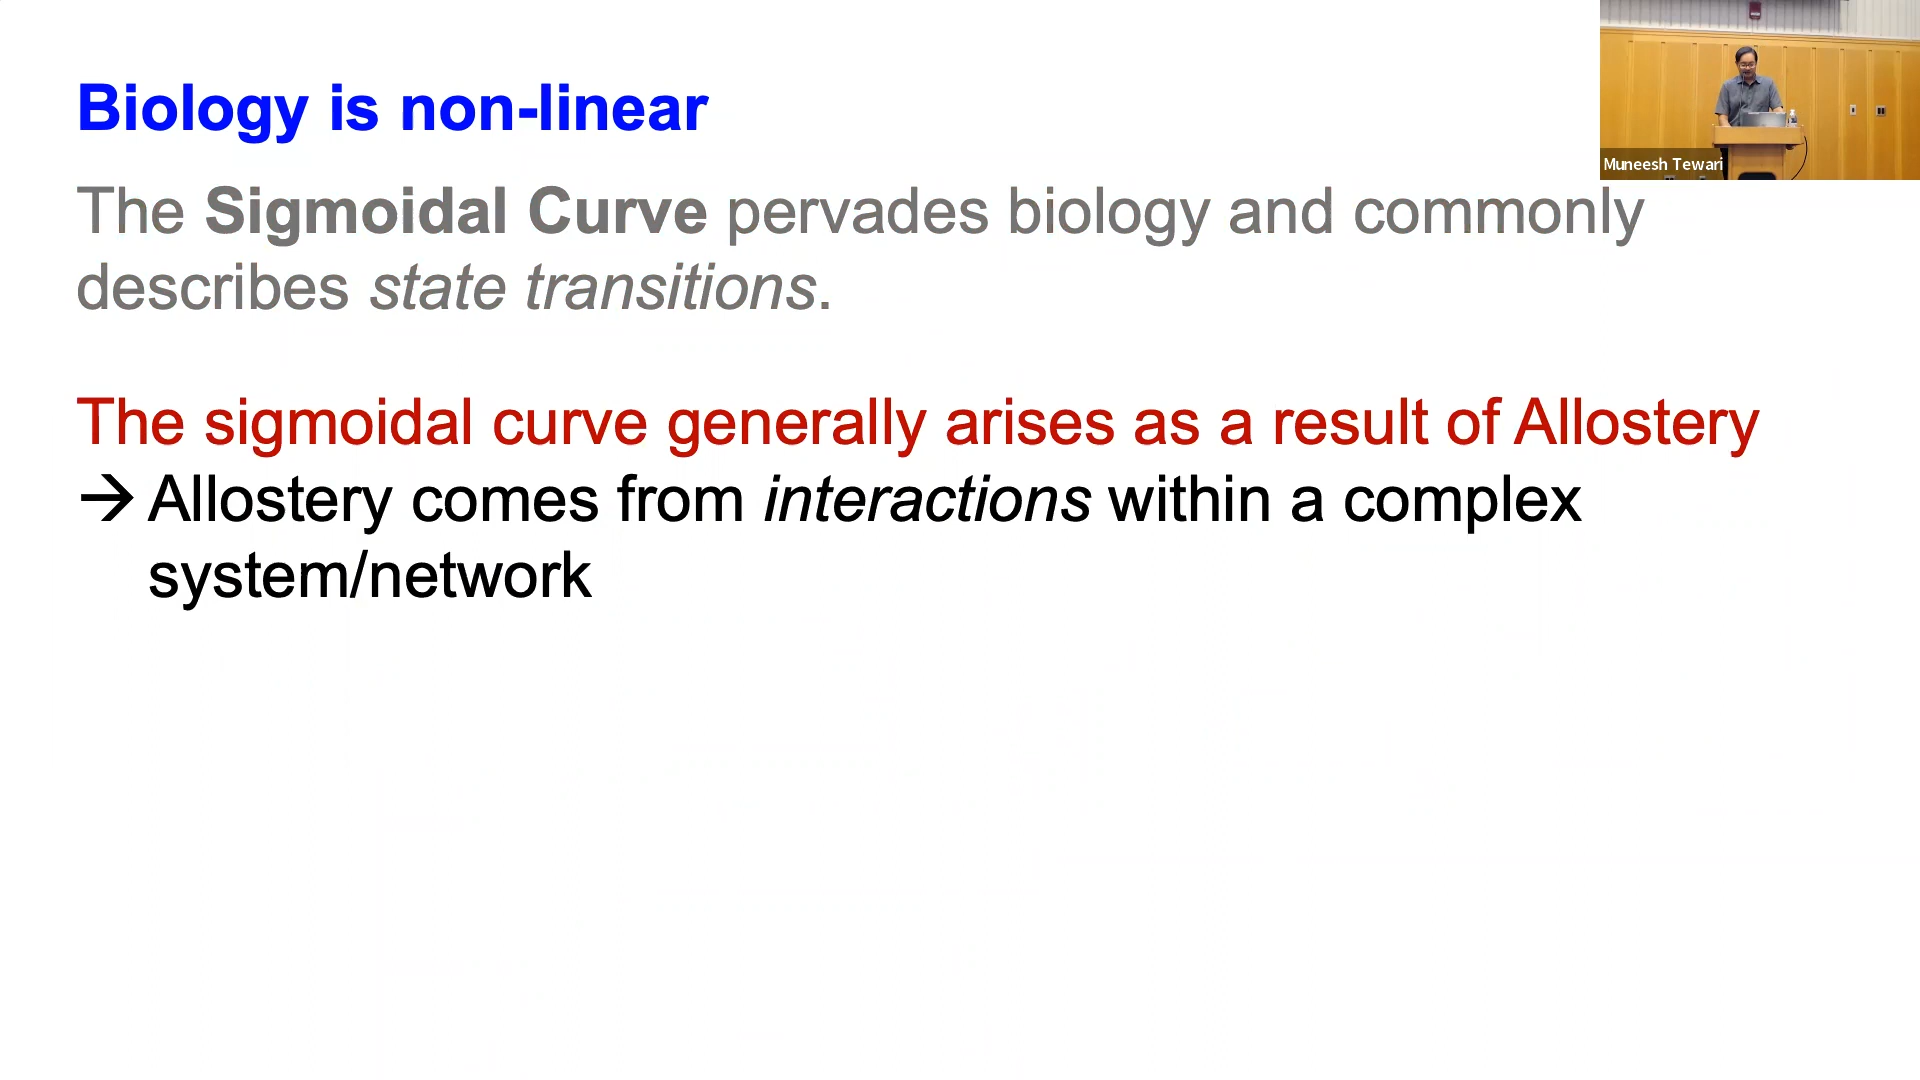 Biology is non-linear
Muneesh Tewari
The Sigmoidal Curve pervades biology and commonly
describes state transitions.
The sigmoidal curve generally arises as a result of Allostery
→ Allostery comes from interactions within a complex
system/network